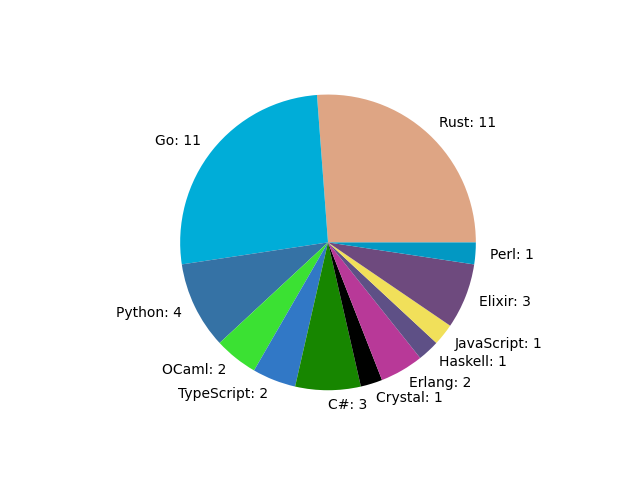 Rust: 11
Go: 11
Python: 4
OCaml: 2
TypeScript: 2
C#: 3
Crystal: 1
Erlang: 2
Haskell: 1
JavaScript: 1
Elixir: 3
Perl: 1